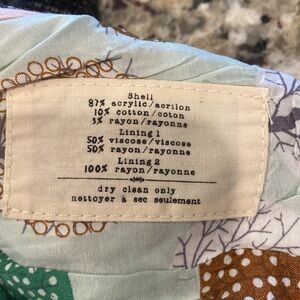 Shell
87% acrylic/acrilon
10% cotton/coton
3% rayon/rayonne
Lining 1
50% viscose/viscose
50% rayon/rayonne
Lining 2
100% rayon/rayonne
dry clean only
nettoyer à sec seulement